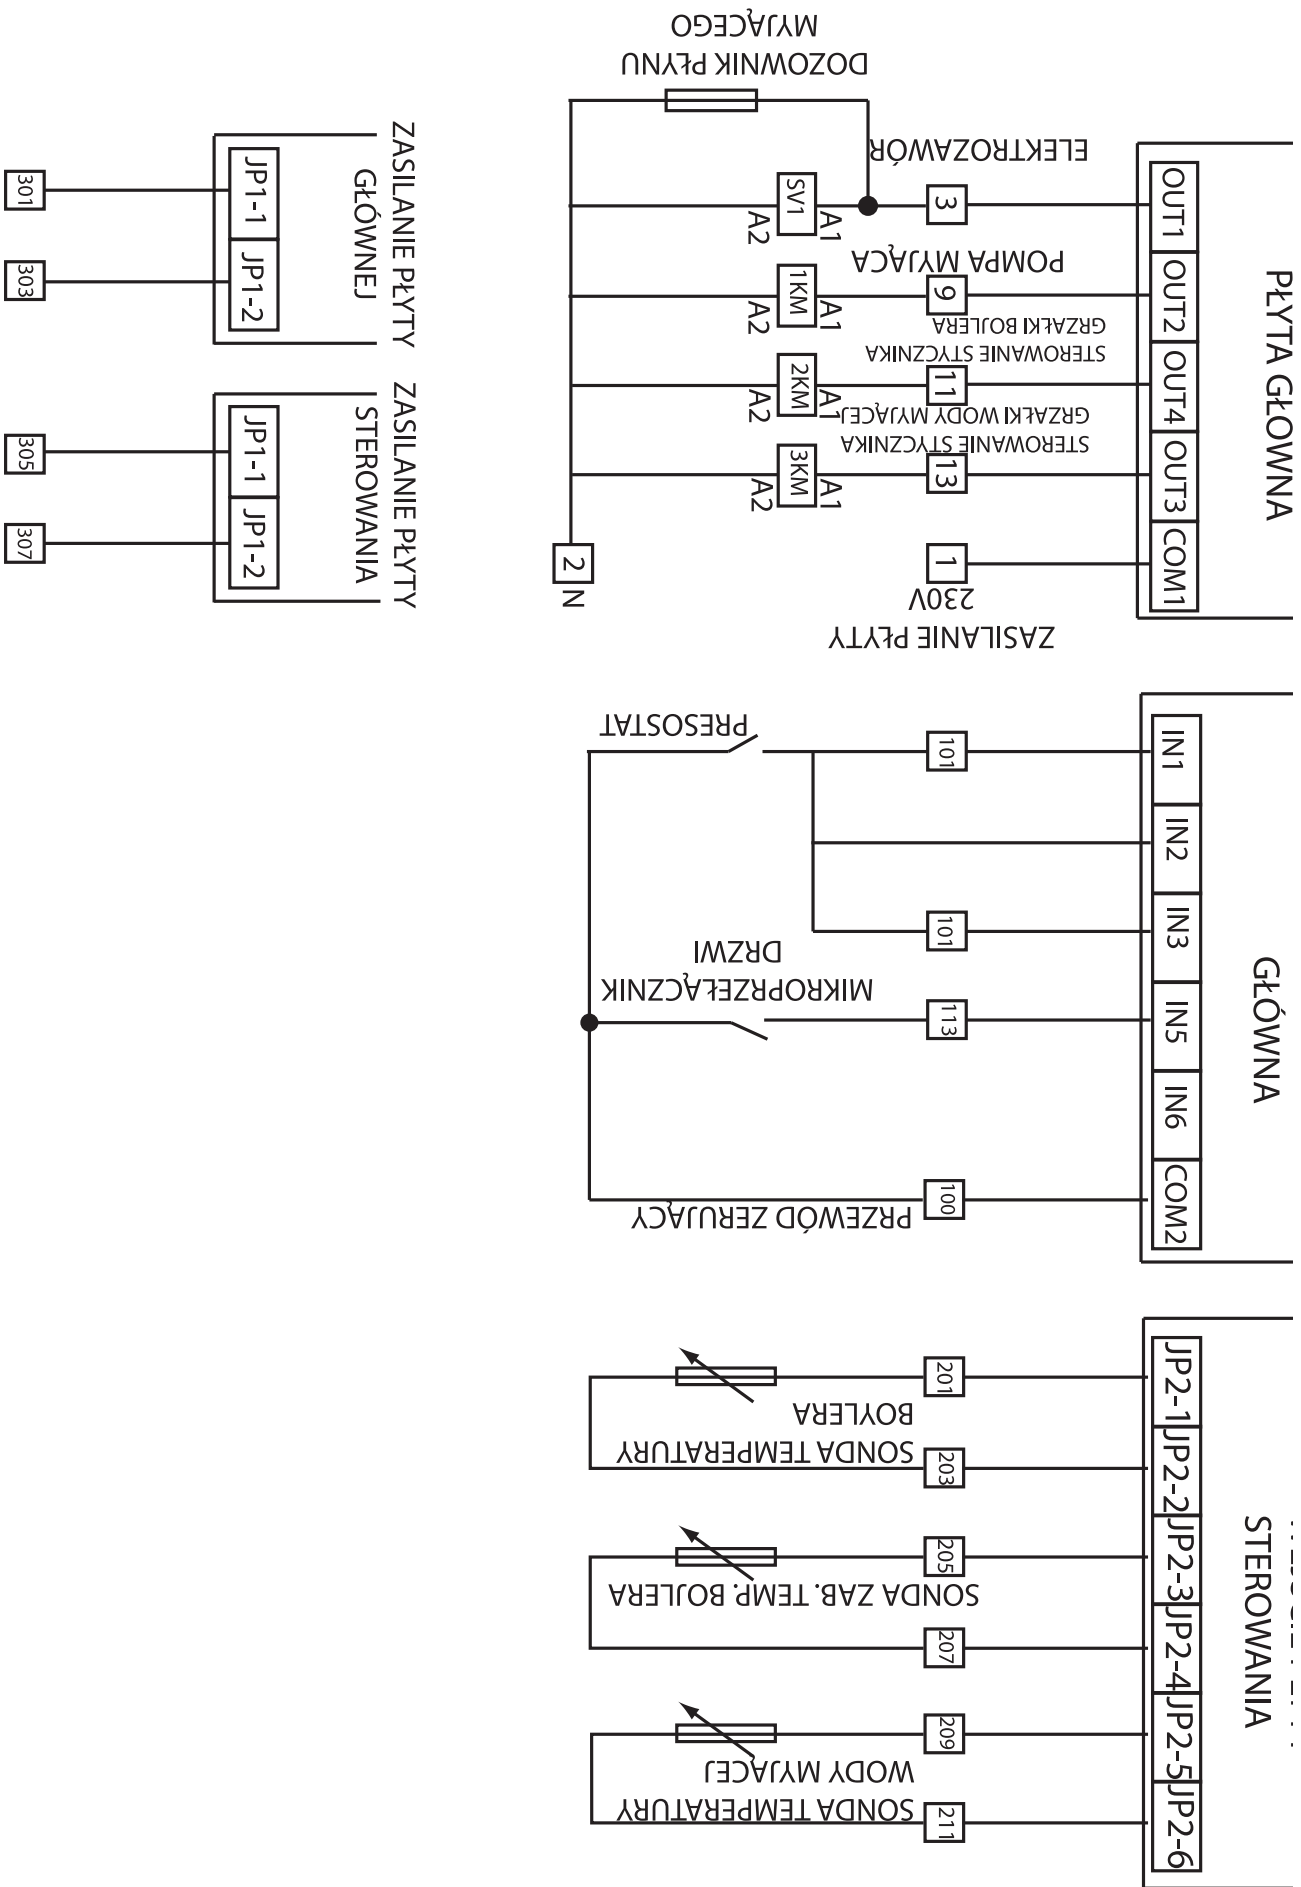 MYJĄCEGO
DOZOWNIK PŁYNU
ELEKTROZAWÓR
POMPA MYJĄCA
GRZAŁKI BOJLERA
STEROWANIE STYCZNIKA
GRZAŁKI WODY MYJĄCEJ
STEROWANIE STYCZNIKA
3
9
11
13
1
230V
ZASILANIE PŁYTY
SV1
1KM
2KM
3KM
A1
A2
A1
A2
A1
A2
A1
A2
2
N
PŁYTA GŁOWNA
OUT1
OUT2
OUT4
OUT3
COM1
ZASILANIE PŁYTY
GŁÓWNEJ
JP1-1
JP1-2
301
303
ZASILANIE PŁYTY
STEROWANIA
JP1-1
JP1-2
305
307
GŁÓWNA
IN1
IN2
IN3
IN5
IN6
COM2
PRESOSTAT
101
101
DRZWI
MIKROPRZEŁĄCZNIK
113
100
PRZEWÓD ZERUJĄCY
STEROWANIA
JP2-1
JP2-2
JP2-3
JP2-4
JP2-5
JP2-6
201
BOYLERA
SONDA TEMPERATURY
203
205
SONDA ZAB. TEMP. BOJLERA
207
209
WODY MYJĄCEJ
SONDA TEMPERATURY
211